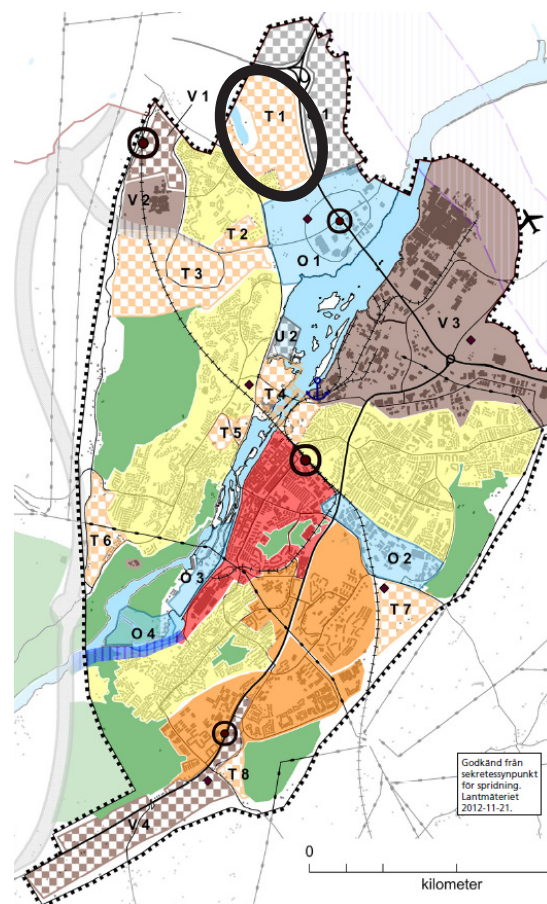 V 1
T 1
1
V 2
T 2
O 1
T 3
V 3
U 2
T 4
T 5
T 6
O 2
O 3
T 7
O 4
T 8
V 4
Godkänd från
sekretessynpunkt
för spridning.
Lantmäteriet
2012-11-21.
0
kilometer